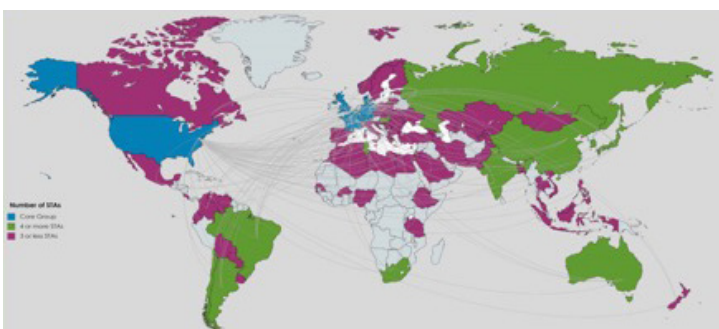 Number of STAs
Core Group
4 or more STAs
3 or less STAs